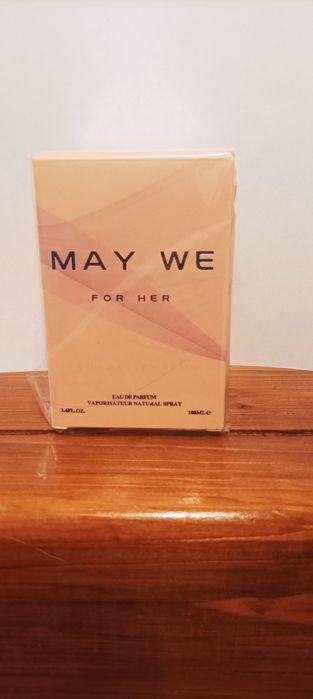 MAY WE
FOR HER
EAU DE PARFUM
VAPORISATEUR NATURAL SPRAY
3.4FL.OZ. 100ML e